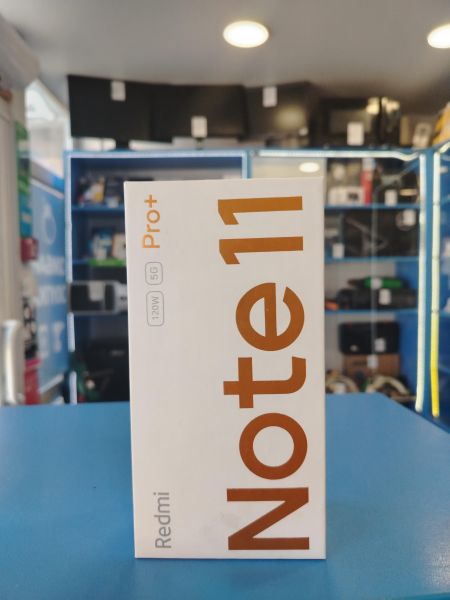 Redmi
Note 11
Pro+
120W 5G